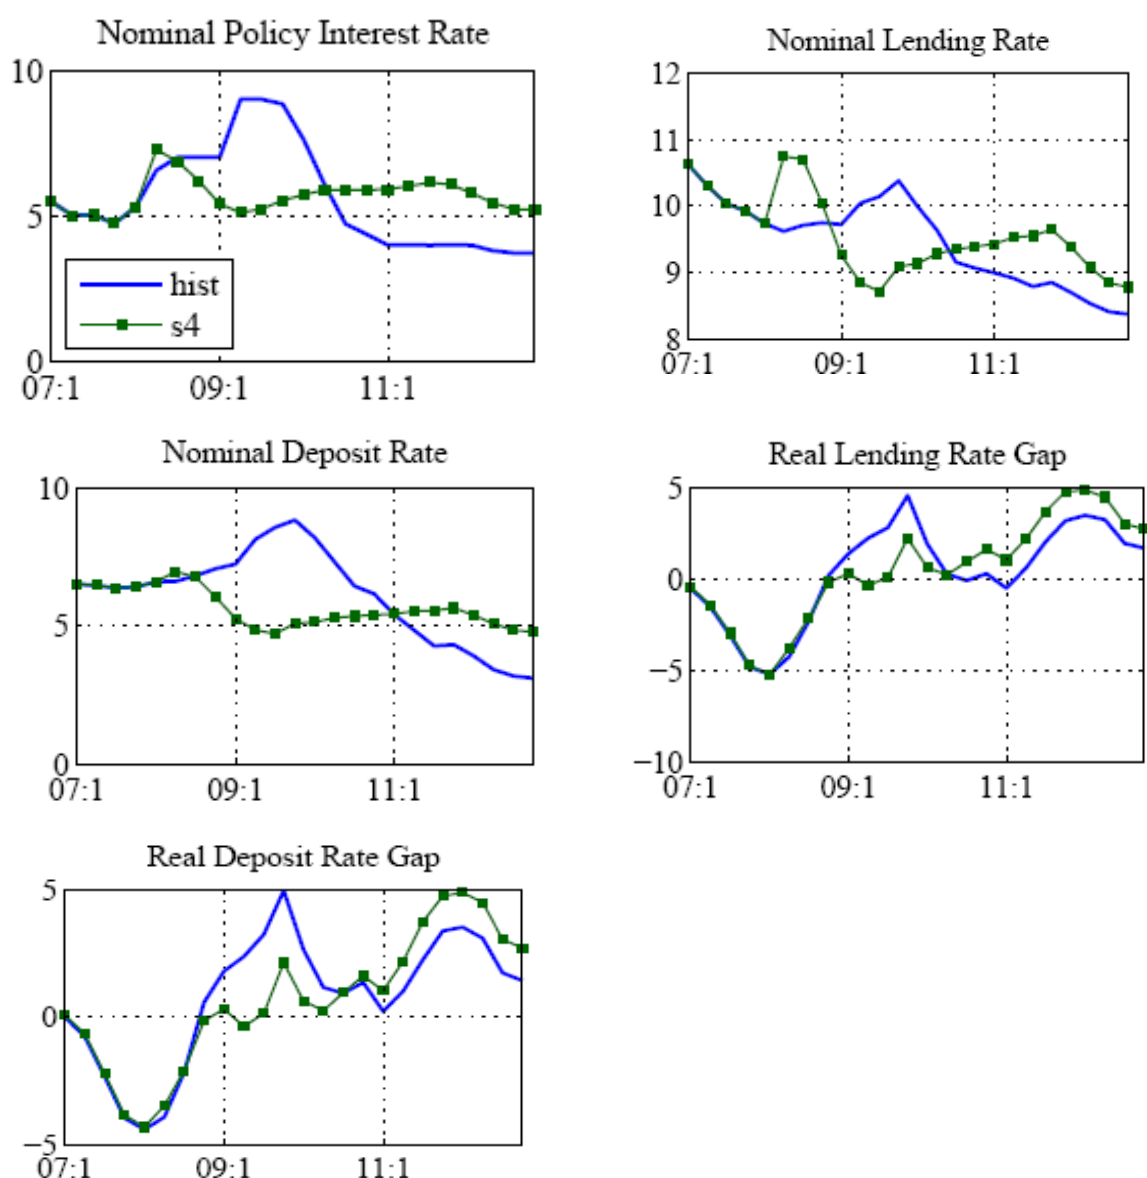 Nominal Policy Interest Rate
10
5
0
hist
s4
07:1 09:1 11:1
Nominal Lending Rate
12
11
10
9
8
07:1 09:1 11:1
Nominal Deposit Rate
10
5
0
07:1 09:1 11:1
Real Lending Rate Gap
5
0
−5
−10
07:1 09:1 11:1
Real Deposit Rate Gap
5
0
−5
07:1 09:1 11:1